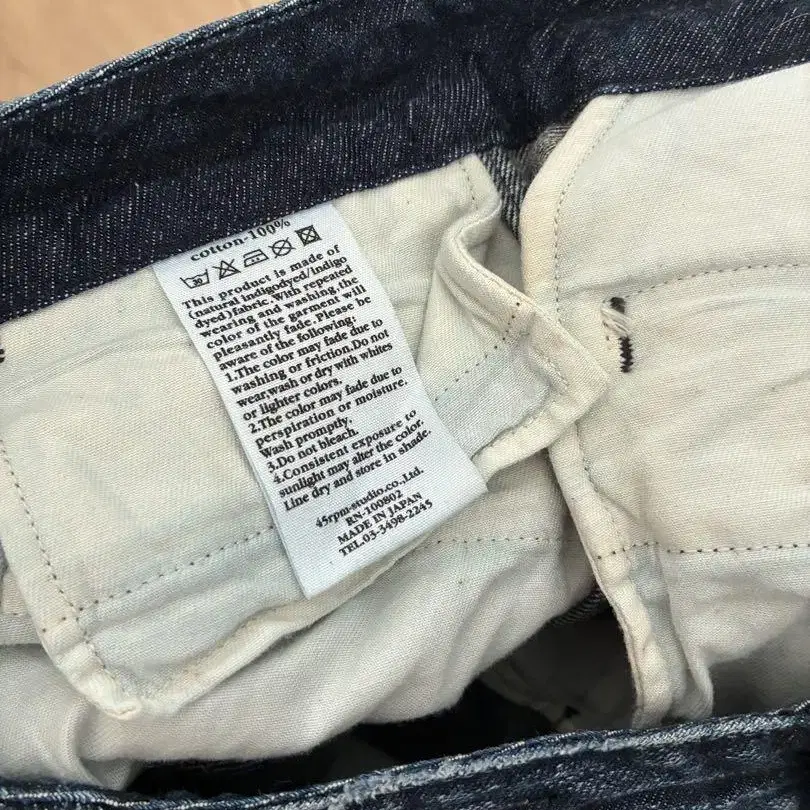 cotton-100%
This product is made of
(natural indigodyed/indigo
dyed)fabric.With repeated
wearing and washing,the
color of the garment will
pleasantly fade.Please be
aware of the following;
1.The color may fade due to
washing or friction.Do not
wear,wash or dry with whites
or lighter colors.
2.The color may fade due to
perspiration or moisture.
Wash promptly.
3.Do not bleach.
4.Consistent exposure to
sunlight may alter the color.
Line dry and store in shade.
45rpm-studio.co.,Ltd.
RN-100802
MADE IN JAPAN
TEL.03-3498-2245